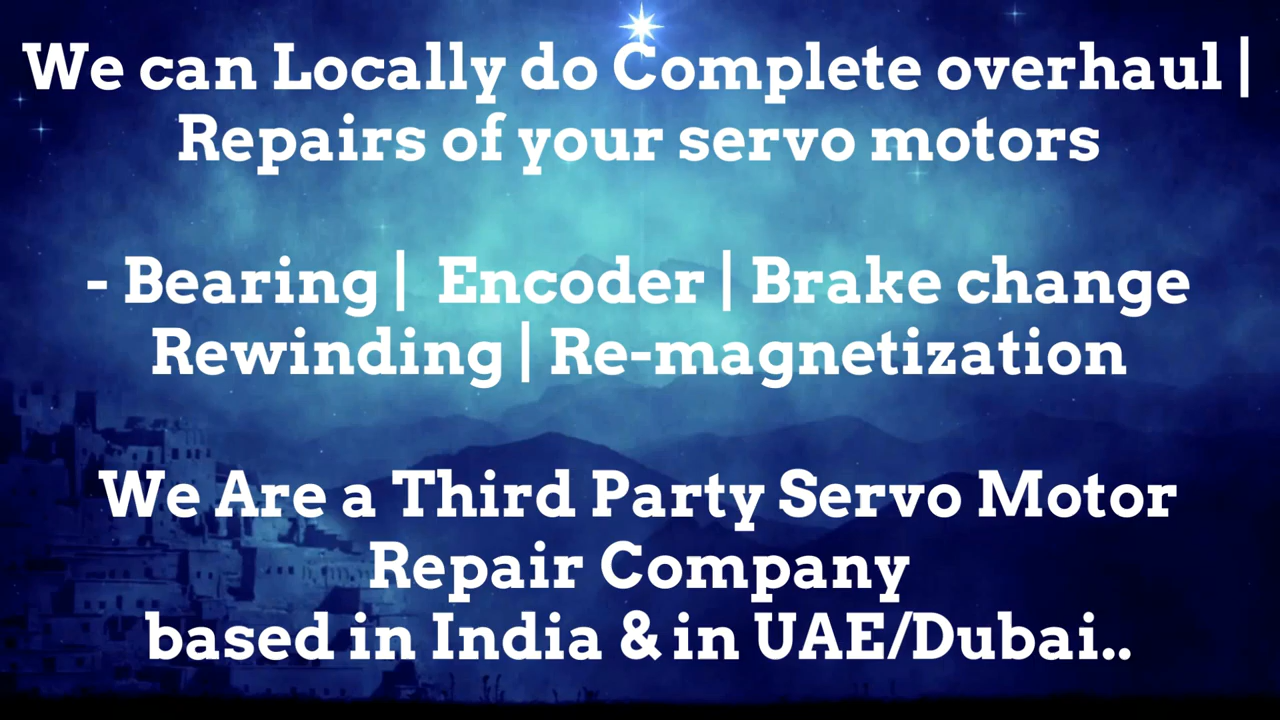 We can Locally do Complete overhaul |
Repairs of your servo motors
- Bearing | Encoder | Brake change
Rewinding | Re-magnetization
We Are a Third Party Servo Motor
Repair Company
based in India & in UAE/Dubai..